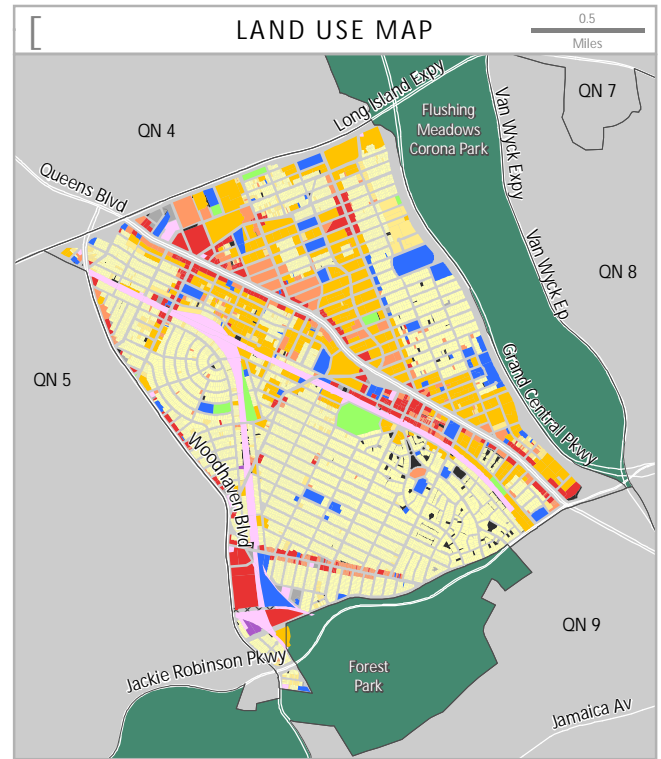 [
LAND USE MAP
0.5
Miles
QN 7
Long Island Expy
Flushing
Meadows
Corona Park
Van Wyck Expy
QN 4
Queens Blvd
Van Wyck Ep
QN 8
QN 5
Grand Central Pkwy
Woodhaven Blvd
QN 9
Jackie Robinson Pkwy
Forest
Park
Jamaica Av